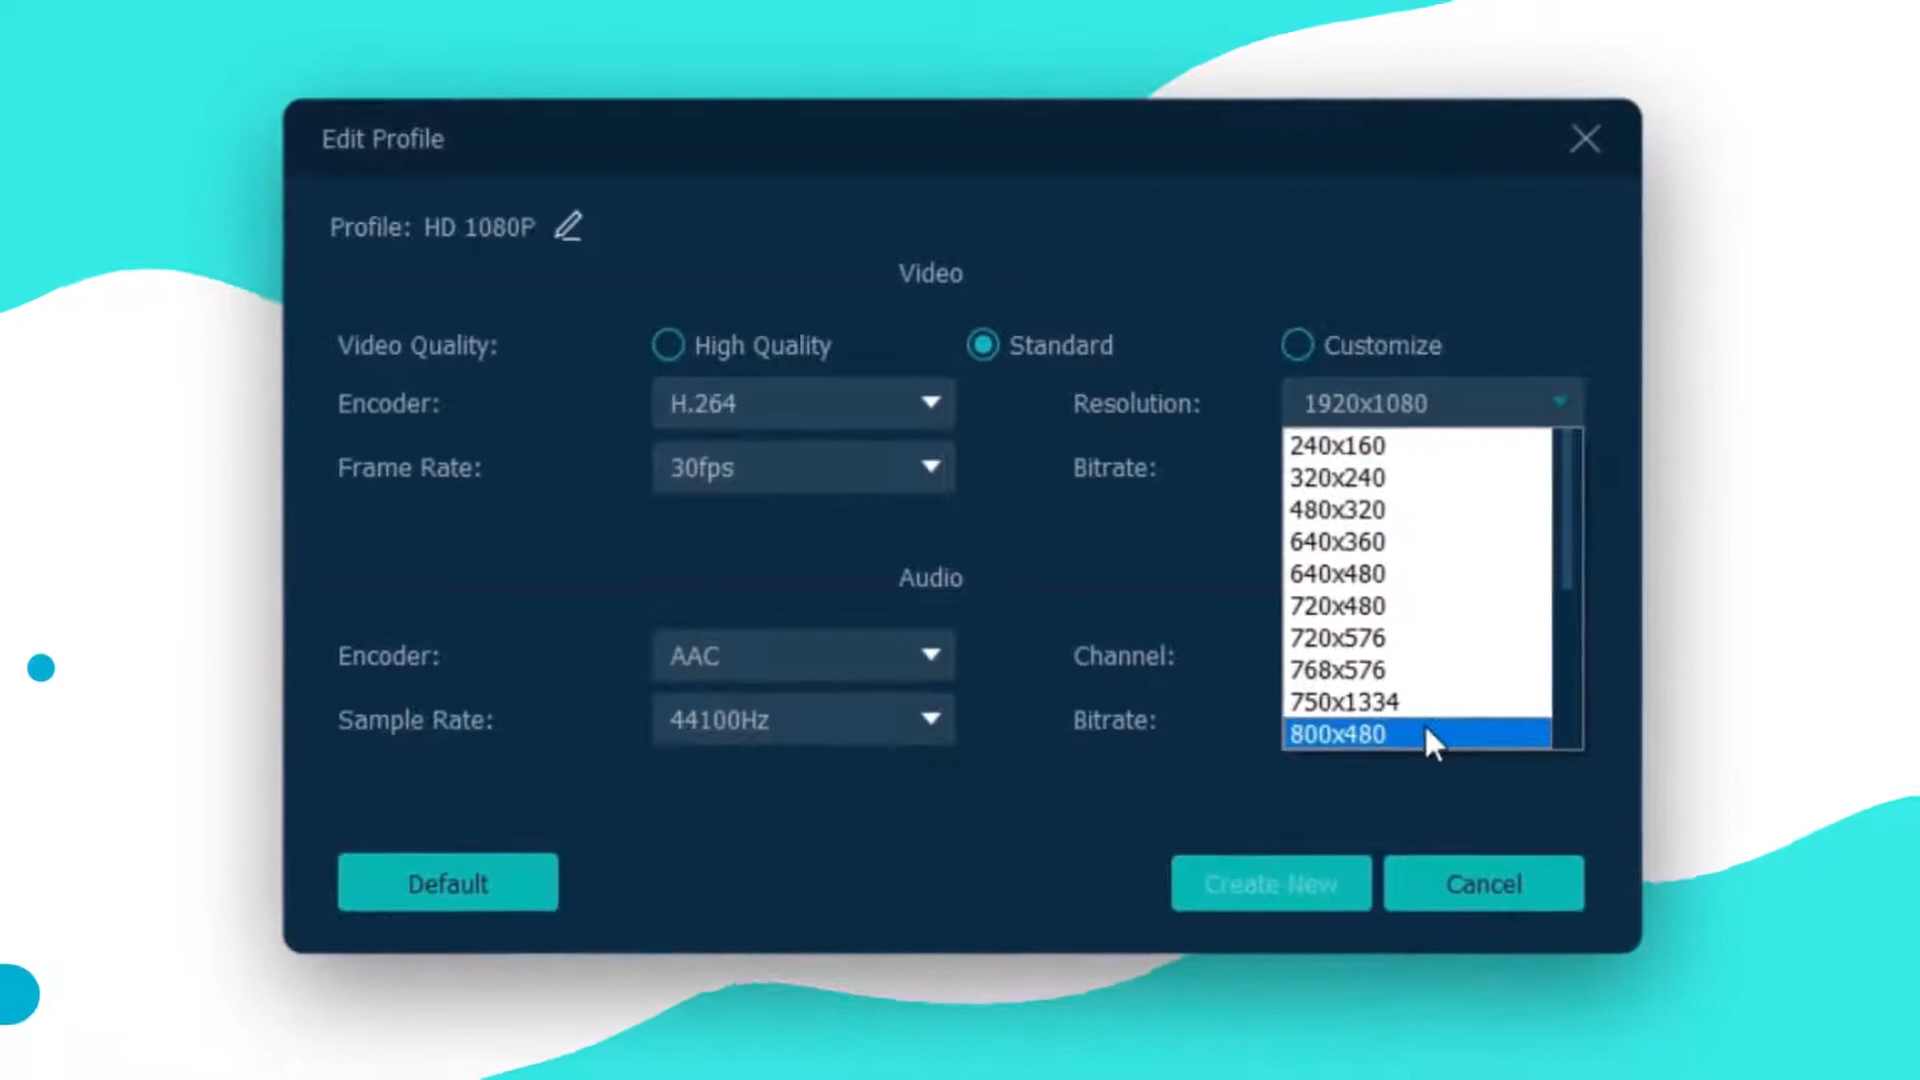 Edit Profile
Profile: HD 1080P
Video
Video Quality: High Quality Standard Customize
Encoder: H.264 Resolution: 1920x1080
240x160
320x240
Frame Rate: 30fps Bitrate:
480x320
640x360
640x480
Audio
720x480
720x576
Encoder: AAC Channel:
768x576
750x1334
Sample Rate: 44100Hz Bitrate:
800x480
Default Create New Cancel